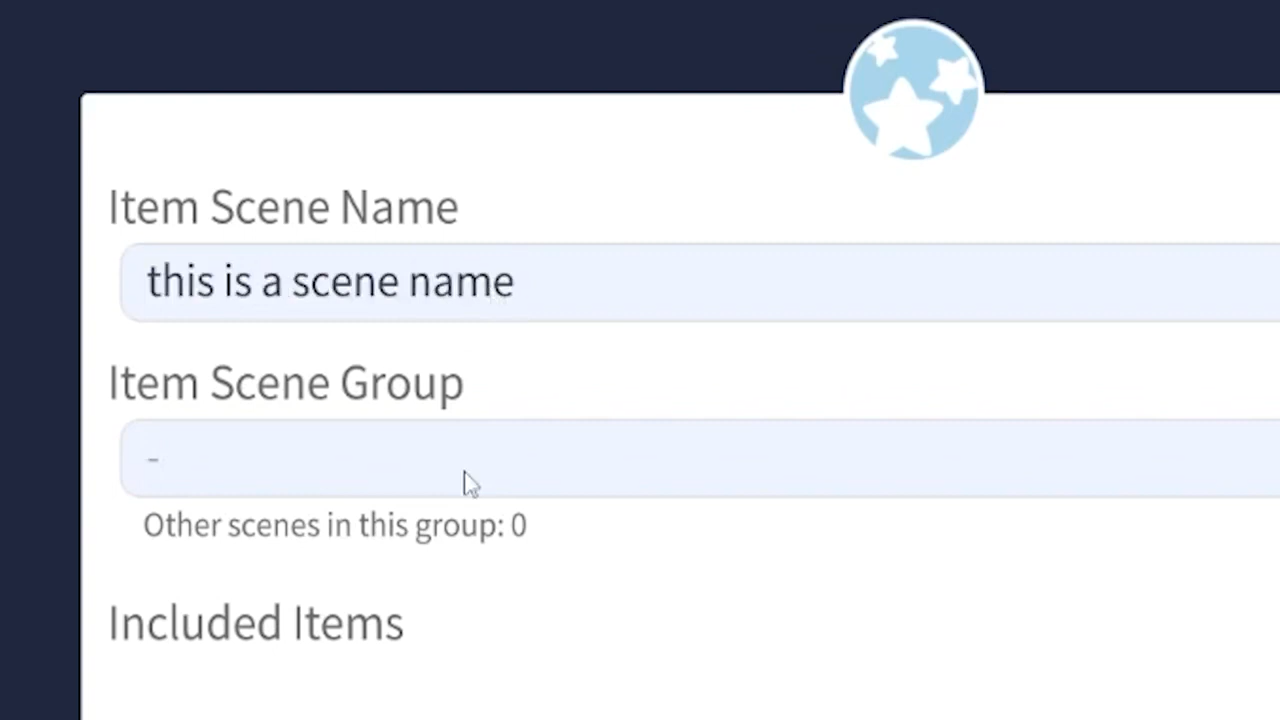 Item Scene Name
this is a scene name
Item Scene Group
-
Other scenes in this group: 0
Included Items